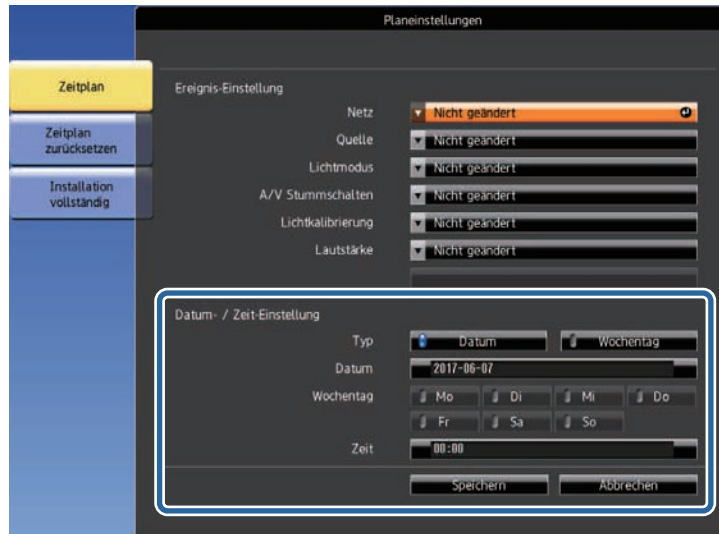 Planeinstellungen
Zeitplan
Zeitplan
zurücksetzen
Installation
vollständig
Ereignis-Einstellung
Netz Nicht geändert
Quelle Nicht geändert
Lichtmodus Nicht geändert
A/V Stummschalten Nicht geändert
Lichtkalibrierung Nicht geändert
Lautstärke Nicht geändert
Datum- / Zeit-Einstellung
Typ Datum Wochentag
Datum 2017-06-07
Wochentag Mo Di Mi Do
Fr Sa So
Zeit 00:00
Speichern Abbrechen